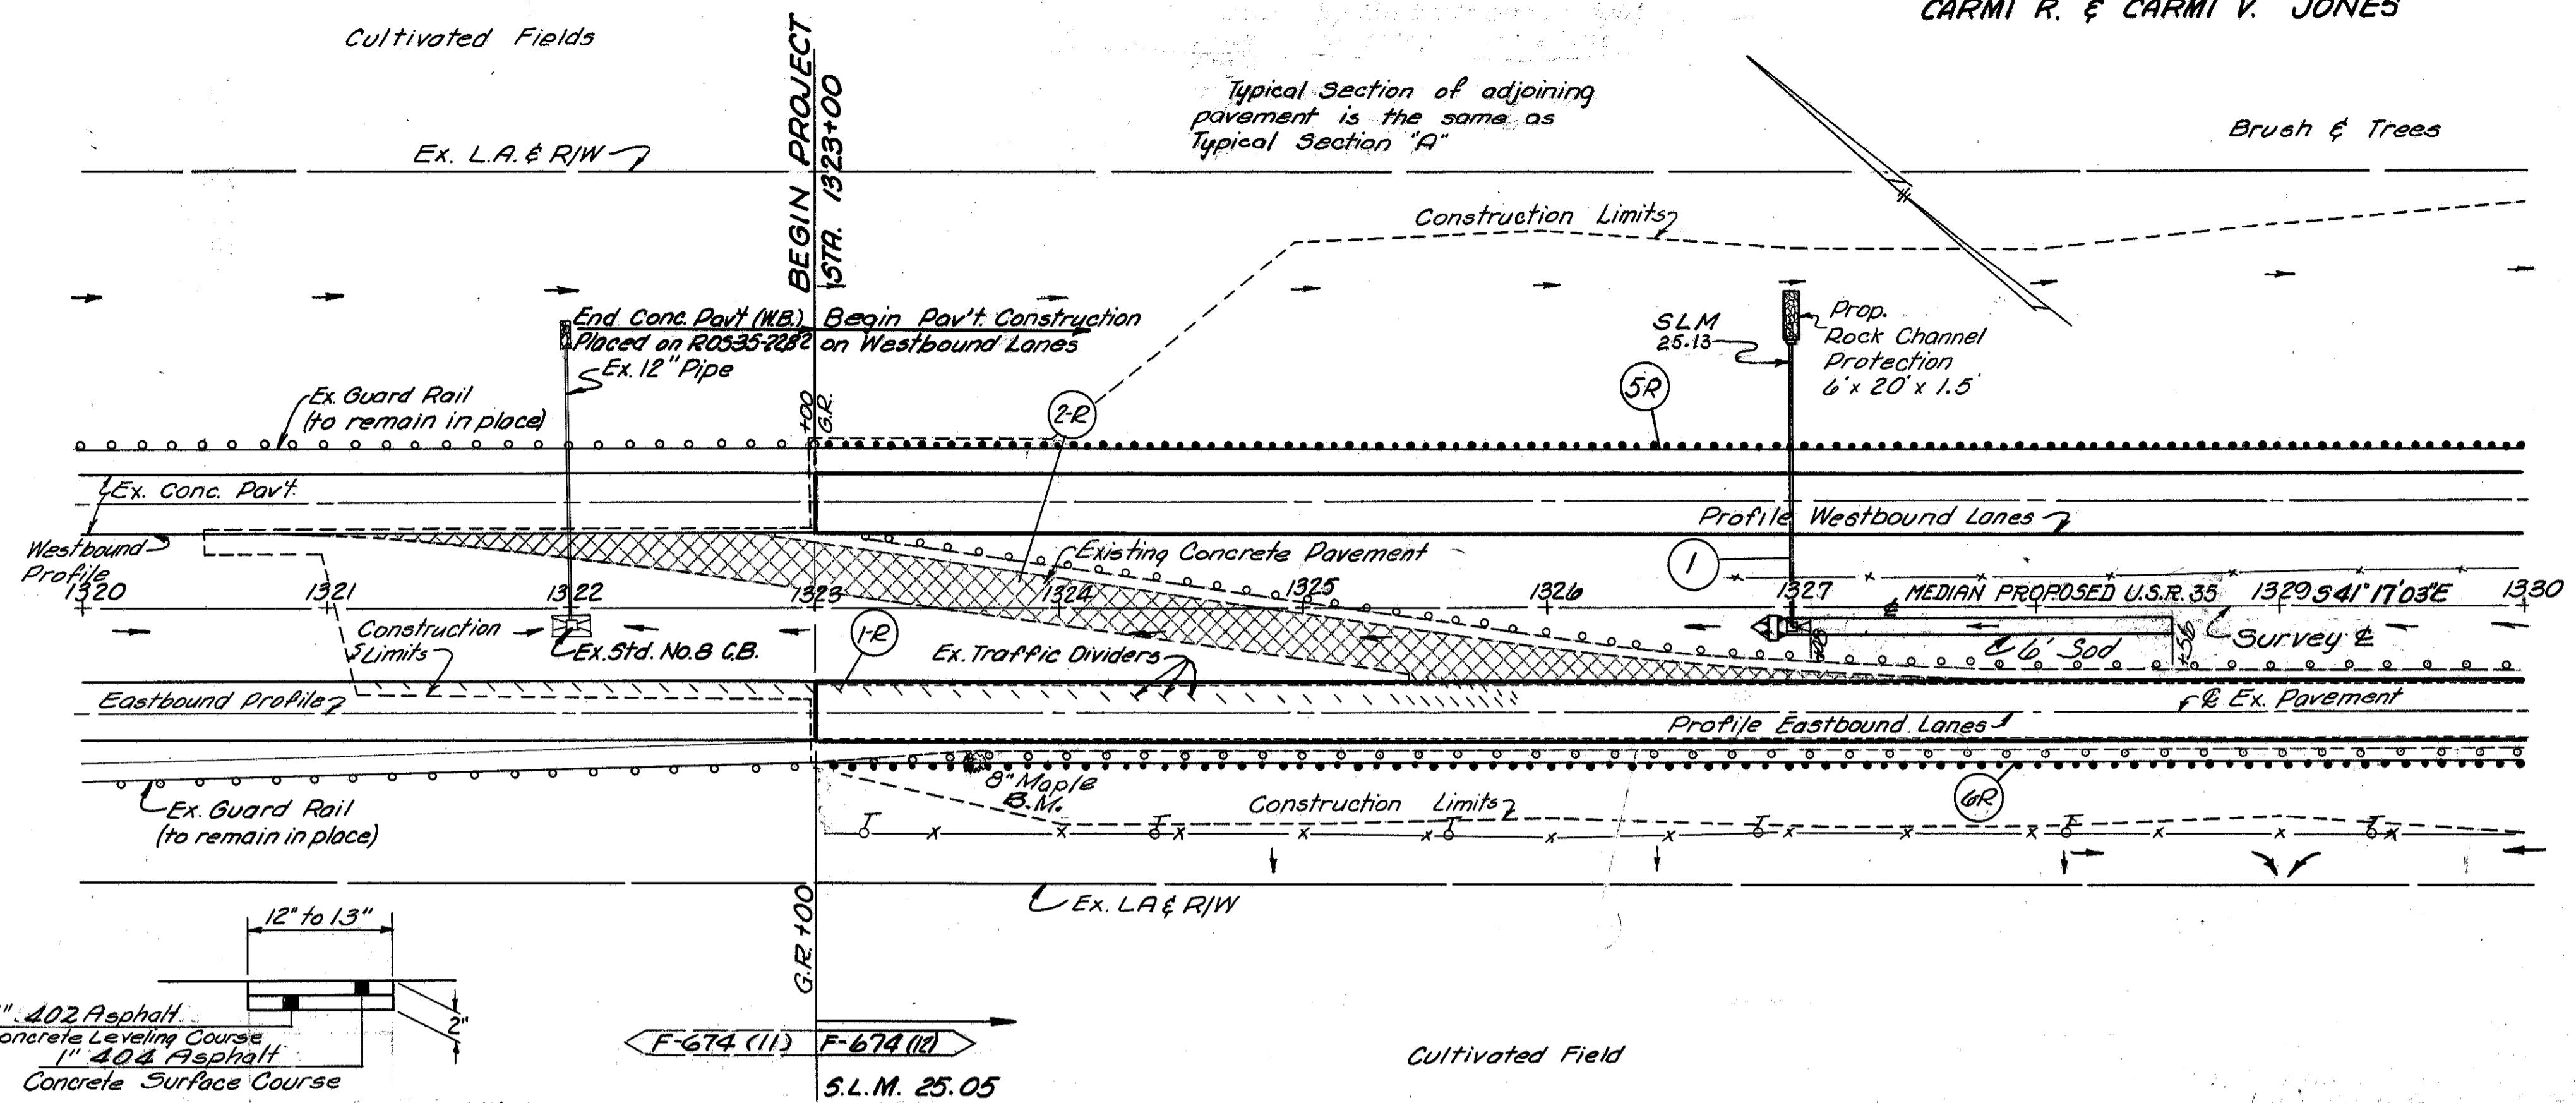 CARMI R. & CARMI V. JONES
Cultivated Fields
BEGIN PROJECT
STA. 1323+00
Typical Section of adjoining
pavement is the same as
Typical Section "A"
Brush & Trees
Ex. L.A. & R/W
Construction Limits
End Conc. Pav't (W.B.)
Placed on ROS35-22.82
Begin Pav't. Construction
on Westbound Lanes
Ex. 12" Pipe
SLM
25.13
Prop.
Rock Channel
Protection
6' x 20' x 1.5'
Ex. Guard Rail
(to remain in place)
+00
G.R.
2-R
5R
Ex. Conc. Pav't.
Profile Westbound Lanes
Westbound
Profile
Existing Concrete Pavement
1
1320
1321
1322
1323
1324
1325
1326
1327
℄ MEDIAN PROPOSED U.S.R. 35
1329
S41°17'03"E
1330
Construction
Limits
Ex. Std. No. 8 C.B.
1-R
Ex. Traffic Dividers
+08
6' Sod
+56
Survey ℄
Eastbound Profile
℄ Ex. Pavement
Profile Eastbound Lanes
8" Maple
B.M.
Construction Limits
6R
Ex. Guard Rail
(to remain in place)
Ex. LA & R/W
G.R. +00
12" to 13"
2"
" 402 Asphalt
oncrete Leveling Course
1" 404 Asphalt
Concrete Surface Course
F-674 (11)
F-674 (12)
S.L.M. 25.05
Cultivated Field